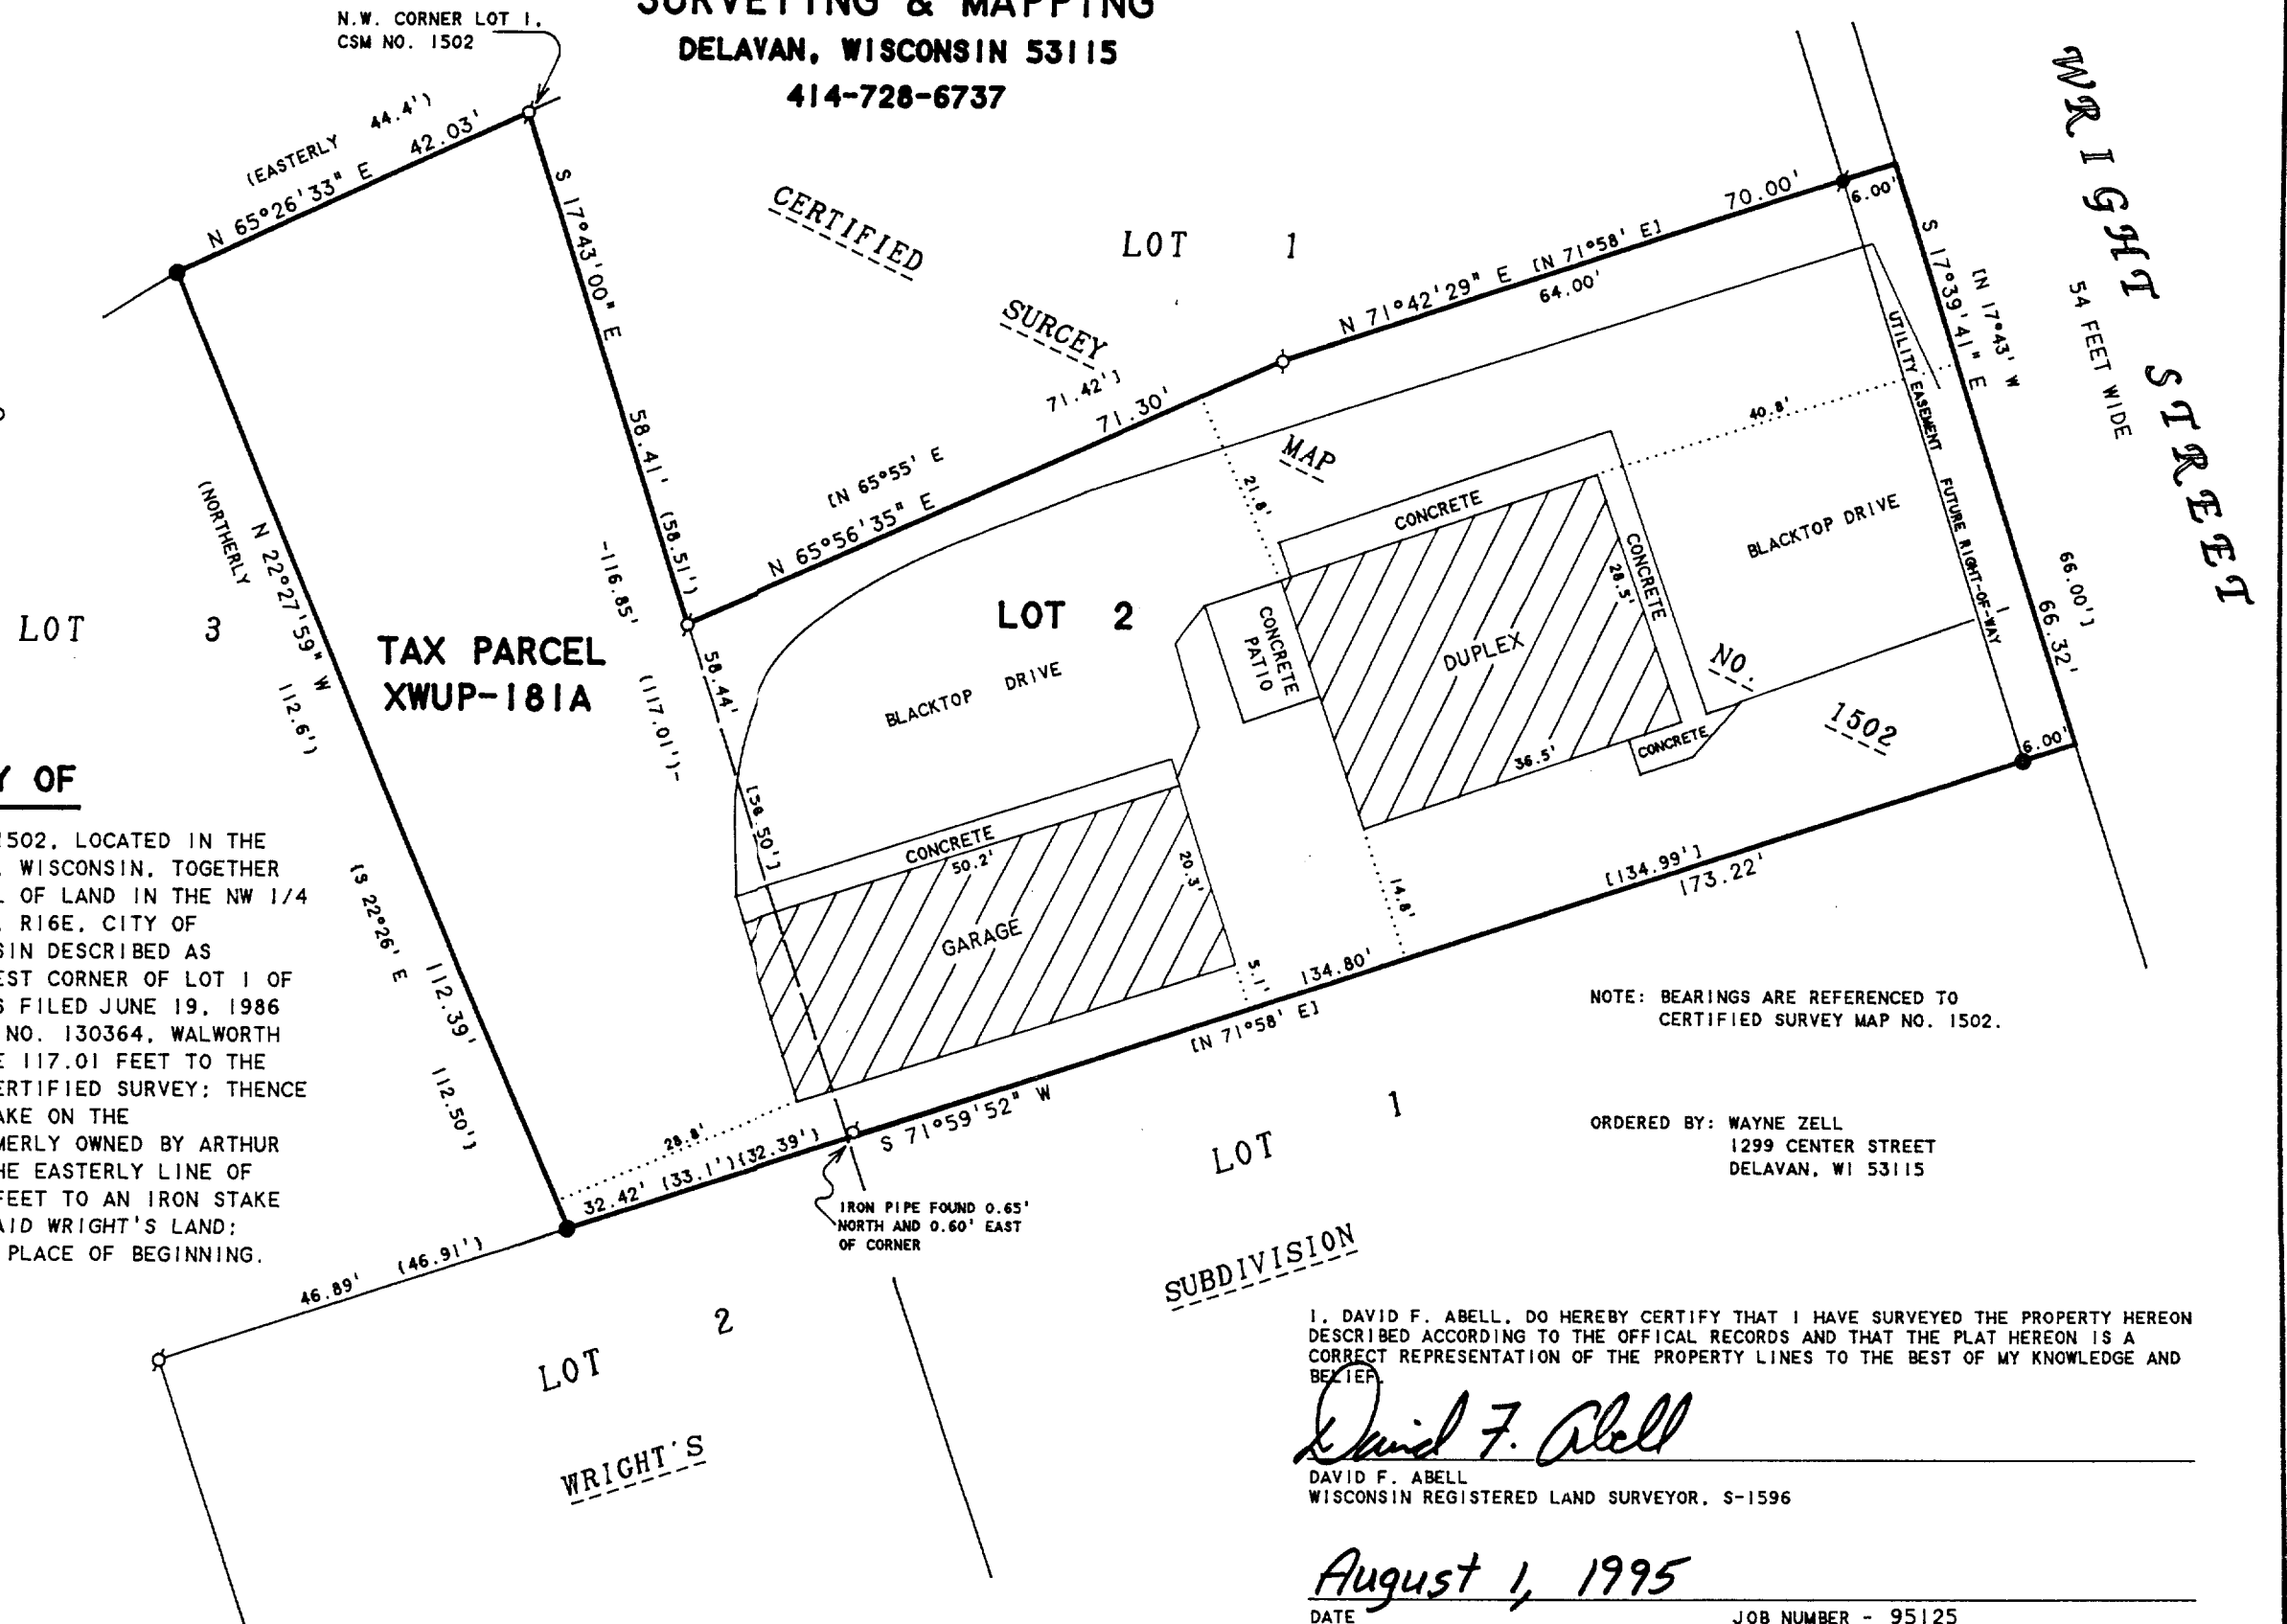 SURVEYING & MAPPING
DELAVAN, WISCONSIN 53115
414-728-6737
N.W. CORNER LOT 1,
CSM NO. 1502
(EASTERLY 44.4')
N 65°26'33" E 42.03'
S 17°43'00" E 58.41' (58.51')
-116.85' (117.01')-
58.44'
[58.50']
CERTIFIED
SURCEY
MAP
NO.
1502
LOT 1
[N 71°58' E] 70.00'
N 71°42'29" E 64.00'
6.00'
S 17°39'41" E 66.32'
[N 17°43' W 66.00']
WRIGHT STREET
54 FEET WIDE
UTILITY EASEMENT FUTURE RIGHT-OF-WAY
71.42']
71.30'
[N 65°55' E
N 65°56'35" E
21.8'
40.8'
CONCRETE
CONCRETE
28.5'
BLACKTOP DRIVE
LOT 2
CONCRETE
PATIO
DUPLEX
36.5'
CONCRETE
6.00'
BLACKTOP DRIVE
CONCRETE
50.2'
20.3'
GARAGE
5.1'
14.8'
134.80'
[134.99']
173.22'
[N 71°58' E]
S 71°59'52" W
28.8'
32.42' (33.1') {32.39'}
IRON PIPE FOUND 0.65'
NORTH AND 0.60' EAST
OF CORNER
(NORTHERLY 112.6')
N 22°27'59" W 112.39'
{S 22°26' E 112.50'}
LOT 3
TAX PARCEL
XWUP-181A
Y OF
1502, LOCATED IN THE
WISCONSIN, TOGETHER
OF LAND IN THE NW 1/4
R16E, CITY OF
SIN DESCRIBED AS
EST CORNER OF LOT 1 OF
S FILED JUNE 19, 1986
NO. 130364, WALWORTH
E 117.01 FEET TO THE
ERTIFIED SURVEY; THENCE
AKE ON THE
MERLY OWNED BY ARTHUR
HE EASTERLY LINE OF
FEET TO AN IRON STAKE
AID WRIGHT'S LAND;
PLACE OF BEGINNING.
46.89' {46.91'}
LOT 2
WRIGHT'S
LOT 1
SUBDIVISION
NOTE: BEARINGS ARE REFERENCED TO
CERTIFIED SURVEY MAP NO. 1502.
ORDERED BY: WAYNE ZELL
1299 CENTER STREET
DELAVAN, WI 53115
I, DAVID F. ABELL, DO HEREBY CERTIFY THAT I HAVE SURVEYED THE PROPERTY HEREON
DESCRIBED ACCORDING TO THE OFFICAL RECORDS AND THAT THE PLAT HEREON IS A
CORRECT REPRESENTATION OF THE PROPERTY LINES TO THE BEST OF MY KNOWLEDGE AND
BELIEF.
David F. Abell
DAVID F. ABELL
WISCONSIN REGISTERED LAND SURVEYOR, S-1596
August 1, 1995
DATE JOB NUMBER - 95125